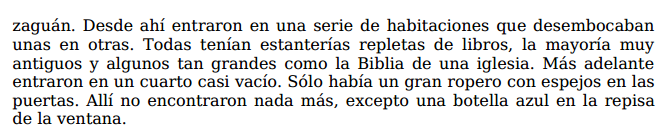 zaguán. Desde ahí entraron en una serie de habitaciones que desembocaban
unas en otras. Todas tenían estanterías repletas de libros, la mayoría muy
antiguos y algunos tan grandes como la Biblia de una iglesia. Más adelante
entraron en un cuarto casi vacío. Sólo había un gran ropero con espejos en las
puertas. Allí no encontraron nada más, excepto una botella azul en la repisa
de la ventana.